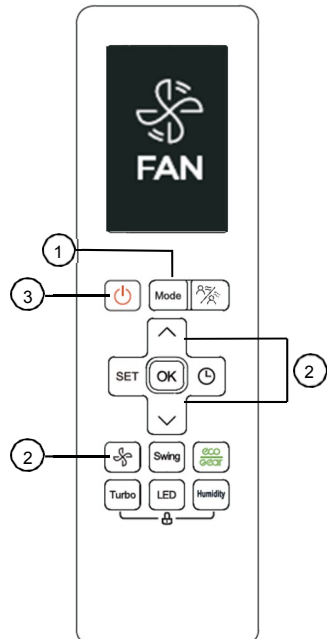 FAN
1
3
Mode
2
SET OK
2
Swing eco
Gear
Turbo LED Humidity